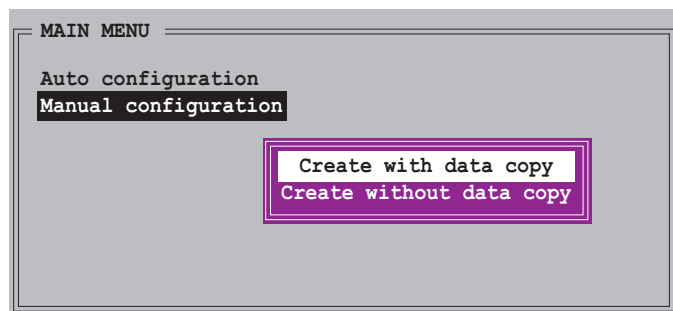 MAIN MENU
Auto configuration
Manual configuration
Create with data copy
Create without data copy